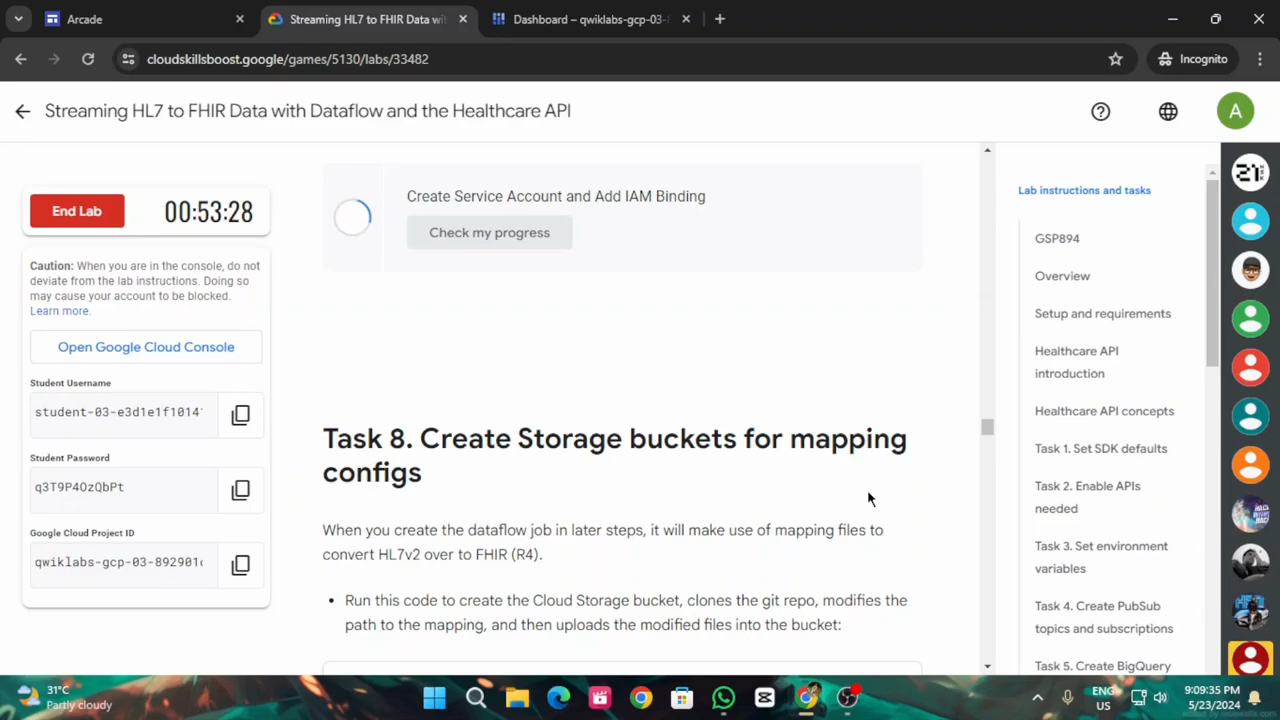 Arcade
Streaming HL7 to FHIR Data wit
Dashboard – qwiklabs-gcp-03-
cloudskillsboost.google/games/5130/labs/33482
Incognito
Streaming HL7 to FHIR Data with Dataflow and the Healthcare API
A
End Lab
00:53:28
Caution: When you are in the console, do not
deviate from the lab instructions. Doing so
may cause your account to be blocked.
Learn more.
Open Google Cloud Console
Student Username
student-03-e3d1e1f1014
Student Password
q3T9P4OzQbPt
Google Cloud Project ID
qwiklabs-gcp-03-892901
Create Service Account and Add IAM Binding
Check my progress
Task 8. Create Storage buckets for mapping
configs
When you create the dataflow job in later steps, it will make use of mapping files to
convert HL7v2 over to FHIR (R4).
• Run this code to create the Cloud Storage bucket, clones the git repo, modifies the
path to the mapping, and then uploads the modified files into the bucket:
Lab instructions and tasks
GSP894
Overview
Setup and requirements
Healthcare API
introduction
Healthcare API concepts
Task 1. Set SDK defaults
Task 2. Enable APIs
needed
Task 3. Set environment
variables
Task 4. Create PubSub
topics and subscriptions
Task 5. Create BigQuery
31°C
Partly cloudy
ENG
US
9:09:35 PM
5/23/2024